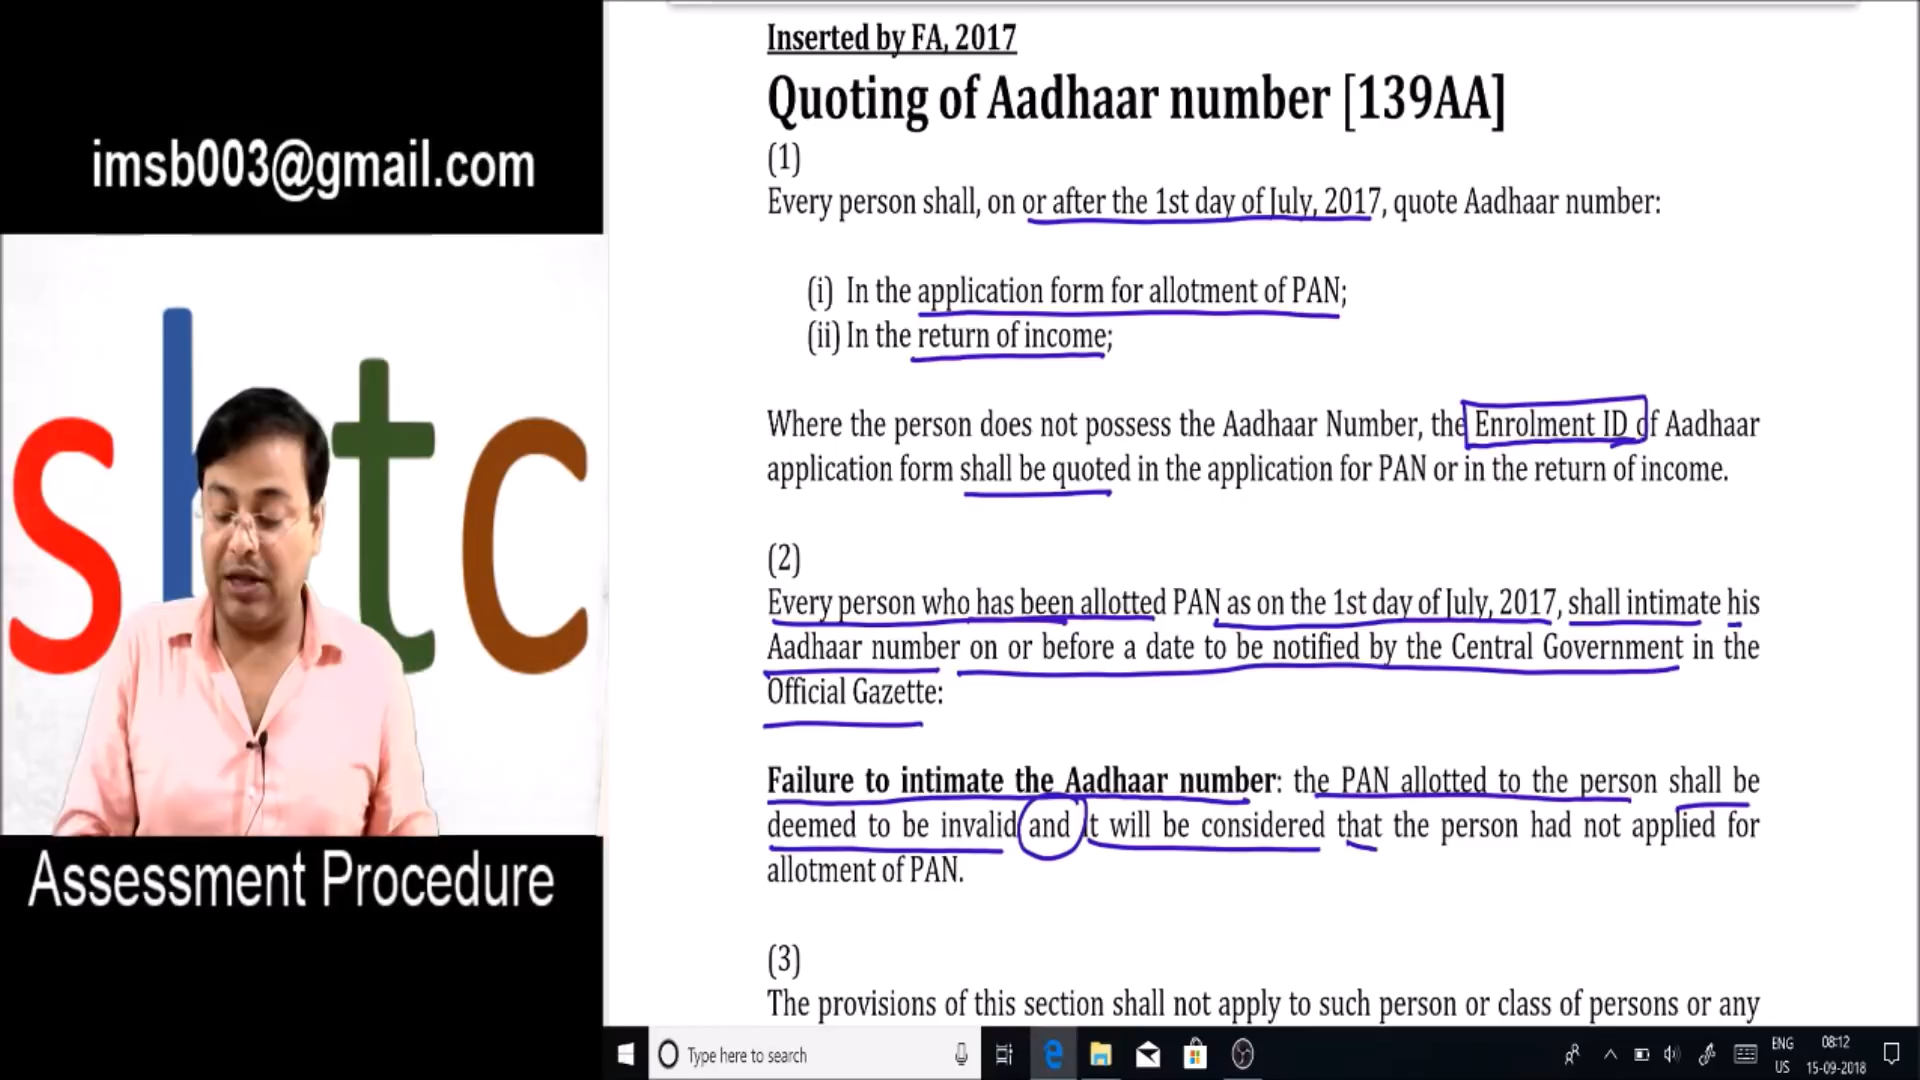 Inserted by FA, 2017
Quoting of Aadhaar number [139AA]
(1)
Every person shall, on or after the 1st day of July, 2017, quote Aadhaar number:
(i) In the application form for allotment of PAN;
(ii) In the return of income;
Where the person does not possess the Aadhaar Number, the Enrolment ID of Aadhaar
application form shall be quoted in the application for PAN or in the return of income.
(2)
Every person who has been allotted PAN as on the 1st day of July, 2017, shall intimate his
Aadhaar number on or before a date to be notified by the Central Government in the
Official Gazette:
Failure to intimate the Aadhaar number: the PAN allotted to the person shall be
deemed to be invalid and it will be considered that the person had not applied for
allotment of PAN.
(3)
The provisions of this section shall not apply to such person or class of persons or any
imsb003@gmail.com
shtc
Assessment Procedure
Type here to search
ENG
US
08:12
15-09-2018